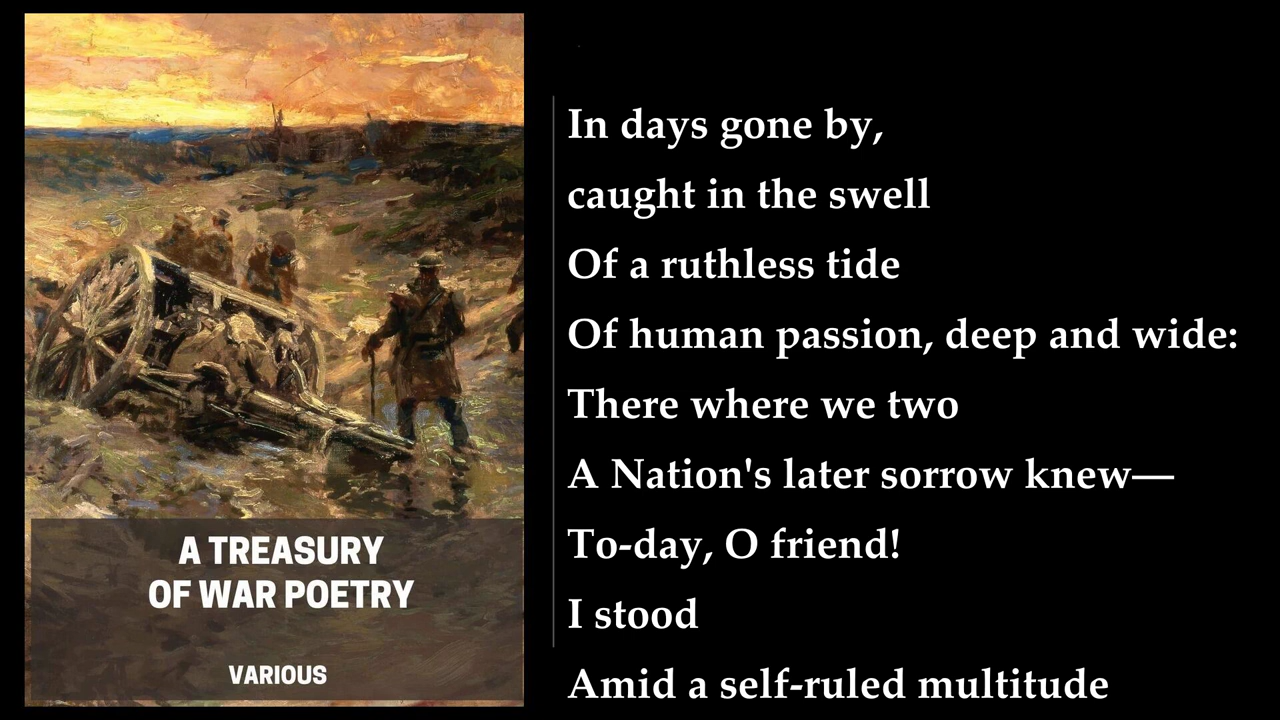 A TREASURY
OF WAR POETRY
VARIOUS
In days gone by,
caught in the swell
Of a ruthless tide
Of human passion, deep and wide:
There where we two
A Nation's later sorrow knew—
To-day, O friend!
I stood
Amid a self-ruled multitude